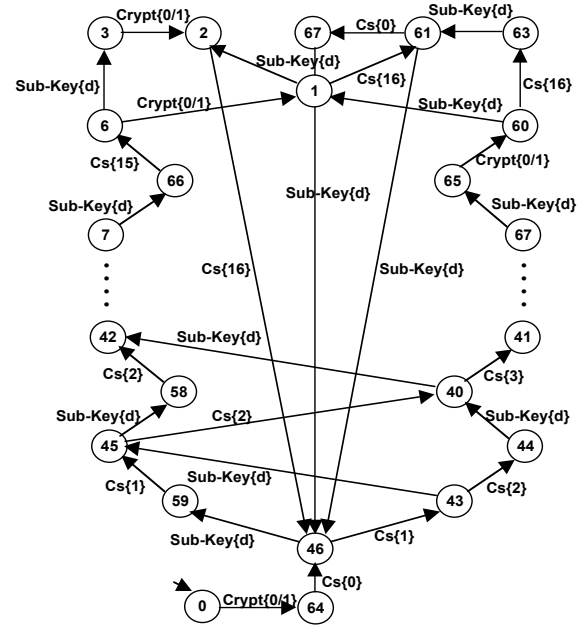 Crypt{0/1}
Cs{0}
Sub-Key{d}
3
2
67
61
63
Sub-Key{d}
Cs{16}
Sub-Key{d}
1
Cs{16}
Crypt{0/1}
Sub-Key{d}
6
60
Cs{15}
Crypt{0/1}
66
65
Sub-Key{d}
Sub-Key{d}
Sub-Key{d}
7
67
Cs{16}
Sub-Key{d}
Sub-Key{d}
42
41
Cs{2}
Cs{3}
58
40
Sub-Key{d}
Cs{2}
Sub-Key{d}
45
44
Sub-Key{d}
Cs{1}
Cs{2}
59
43
Sub-Key{d}
Cs{1}
46
Cs{0}
0
Crypt{0/1}
64